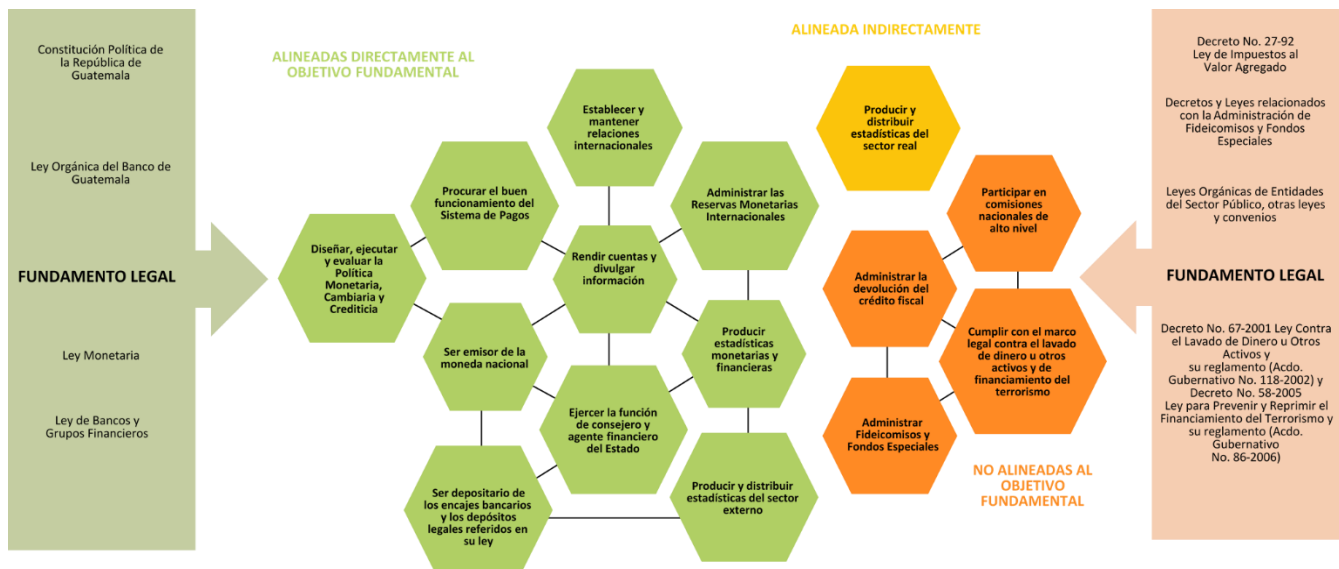 Constitución Política de
la República de
Guatemala
Ley Orgánica del Banco de
Guatemala
FUNDAMENTO LEGAL
Ley Monetaria
Ley de Bancos y
Grupos Financieros
ALINEADAS DIRECTAMENTE AL
OBJETIVO FUNDAMENTAL
Establecer y
mantener
relaciones
internacionales
Procurar el buen
funcionamiento del
Sistema de Pagos
Administrar las
Reservas Monetarias
Internacionales
Diseñar, ejecutar
y evaluar la
Política
Monetaria,
Cambiaria y
Crediticia
Rendir cuentas y
divulgar
información
Ser emisor de la
moneda nacional
Producir
estadísticas
monetarias y
financieras
Ejercer la función
de consejero y
agente financiero
del Estado
Ser depositario de
los encajes bancarios
y los depósitos
legales referidos en
su ley
Producir y distribuir
estadísticas del sector
externo
ALINEADA INDIRECTAMENTE
Producir y
distribuir
estadísticas del
sector real
Participar en
comisiones
nacionales de
alto nivel
Administrar la
devolución del
crédito fiscal
Cumplir con el marco
legal contra el lavado
de dinero u otros
activos y de
financiamiento del
terrorismo
Administrar
Fideicomisos y
Fondos Especiales
NO ALINEADAS AL
OBJETIVO
FUNDAMENTAL
Decreto No. 27-92
Ley de Impuestos al
Valor Agregado
Decretos y Leyes relacionados
con la Administración de
Fideicomisos y Fondos
Especiales
Leyes Orgánicas de Entidades
del Sector Público, otras
leyes y convenios
FUNDAMENTO LEGAL
Decreto No. 67-2001 Ley Contra
el Lavado de Dinero u Otros
Activos y
su reglamento (Acdo.
Gubernativo No. 118-2002) y
Decreto No. 58-2005
Ley para Prevenir y Reprimir el
Financiamiento del Terrorismo y
su reglamento (Acdo.
Gubernativo
No. 86-2006)